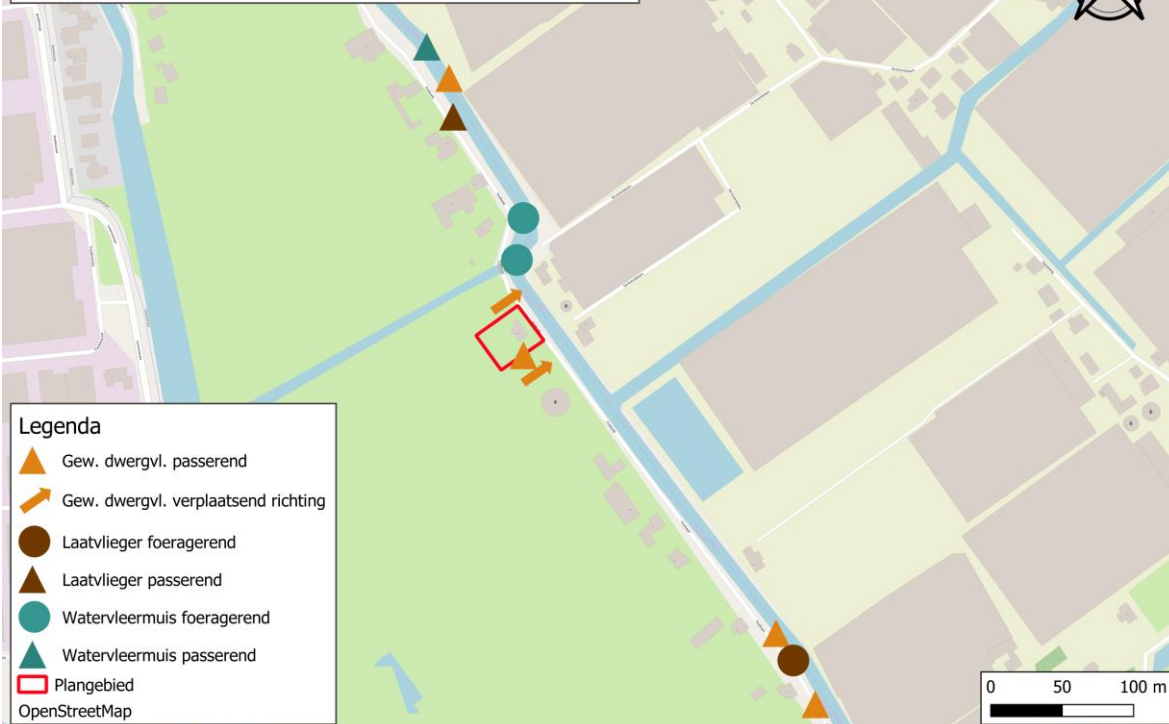 Legenda
Gew. dwergvl. passerend
Gew. dwergvl. verplaatsend richting
Laatvlieger foeragerend
Laatvlieger passerend
Watervleermuis foeragerend
Watervleermuis passerend
Plangebied
OpenStreetMap
0 50 100 m